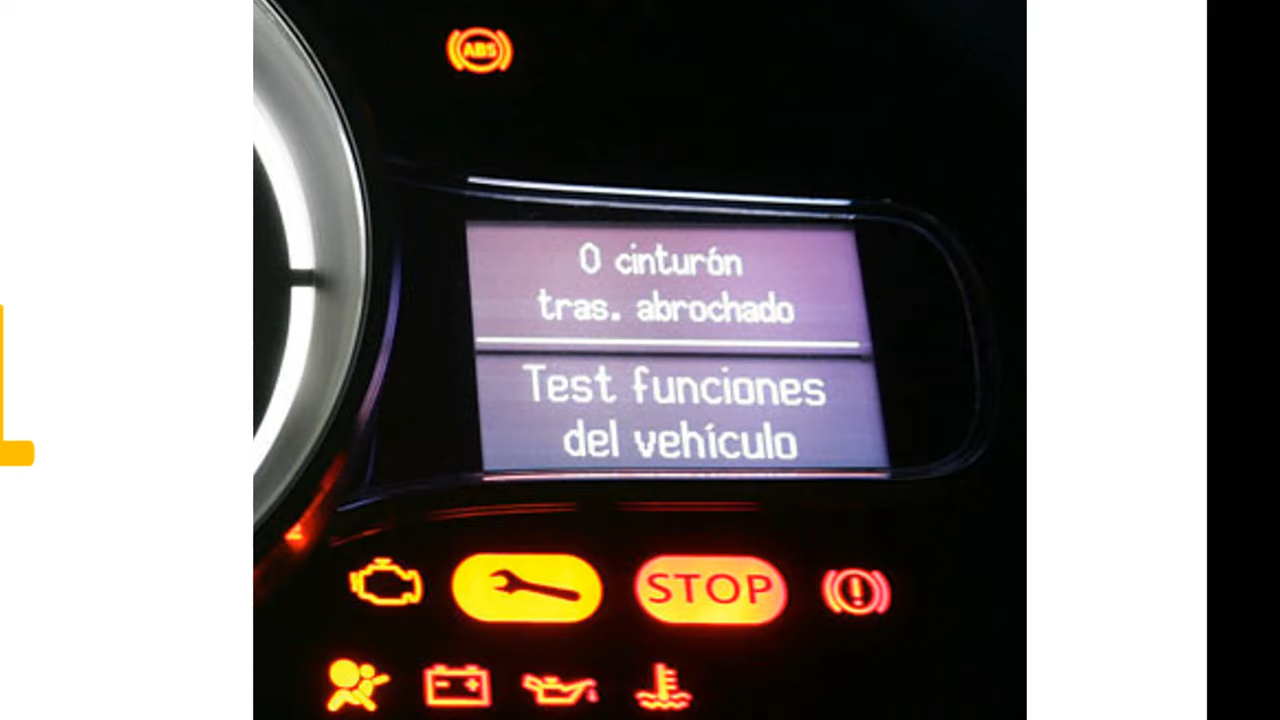 ABS
0 cinturón
tras. abrochado
Test funciones
del vehículo
STOP